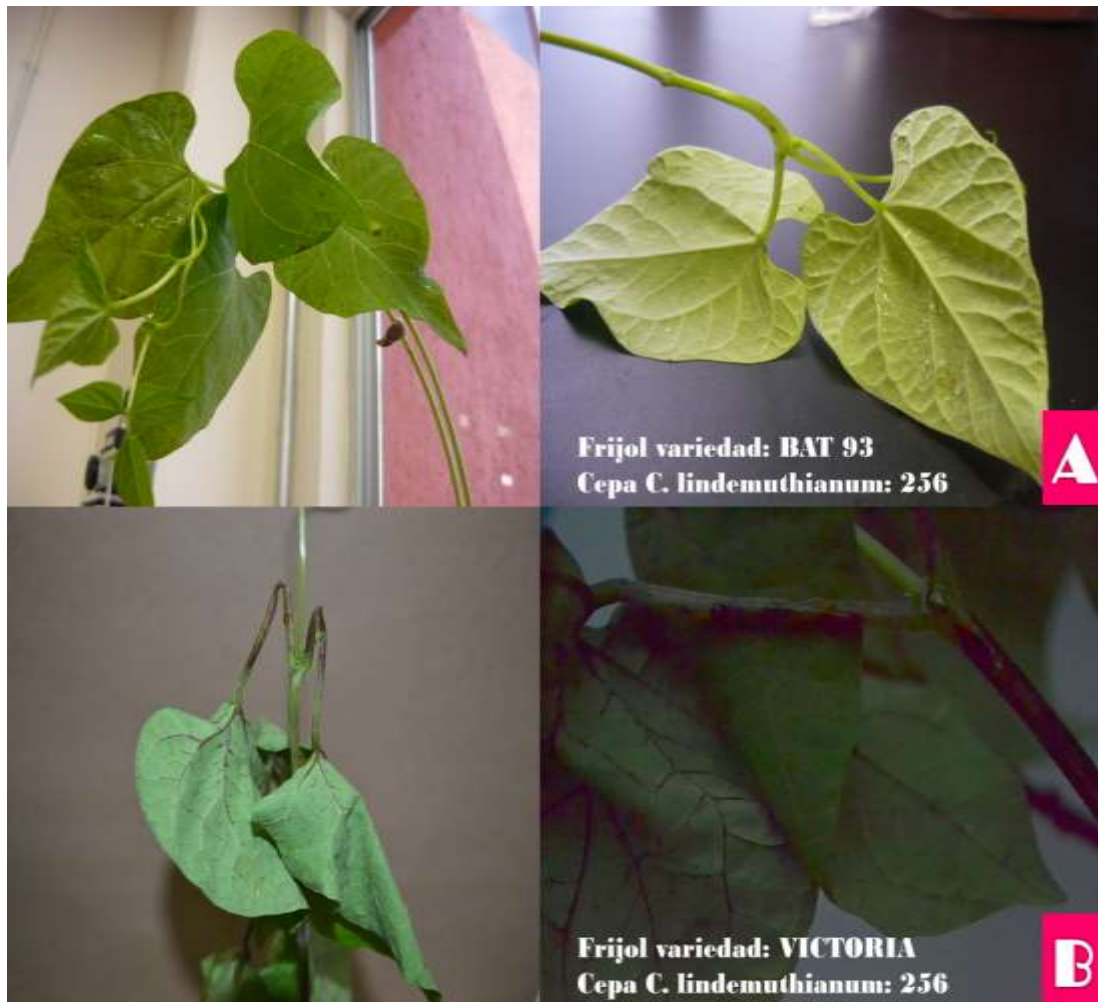 Frijol variedad: BAT 93
Cepa C. lindemuthianum: 256
A
Frijol variedad: VICTORIA
Cepa C. lindemuthianum: 256
B